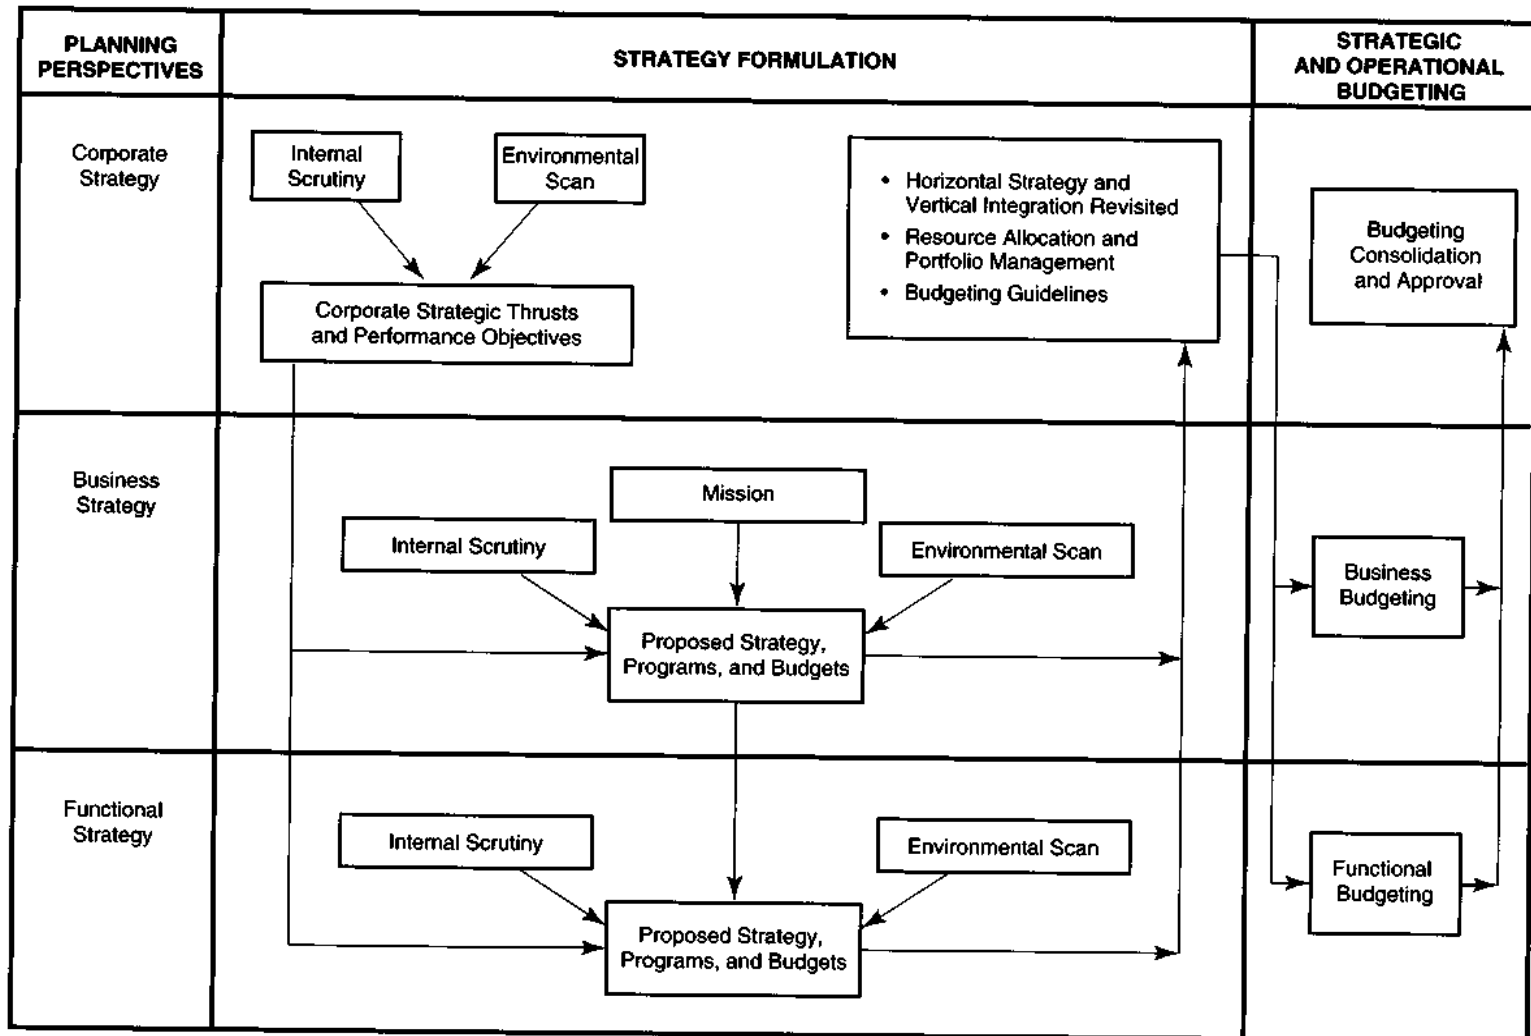 PLANNING
PERSPECTIVES
STRATEGY FORMULATION
STRATEGIC
AND OPERATIONAL
BUDGETING
Corporate
Strategy
Internal
Scrutiny
Environmental
Scan
Corporate Strategic Thrusts
and Performance Objectives
• Horizontal Strategy and
Vertical Integration Revisited
• Resource Allocation and
Portfolio Management
• Budgeting Guidelines
Budgeting
Consolidation
and Approval
Business
Strategy
Mission
Internal Scrutiny
Environmental Scan
Proposed Strategy,
Programs, and Budgets
Business
Budgeting
Functional
Strategy
Internal Scrutiny
Environmental Scan
Proposed Strategy,
Programs, and Budgets
Functional
Budgeting